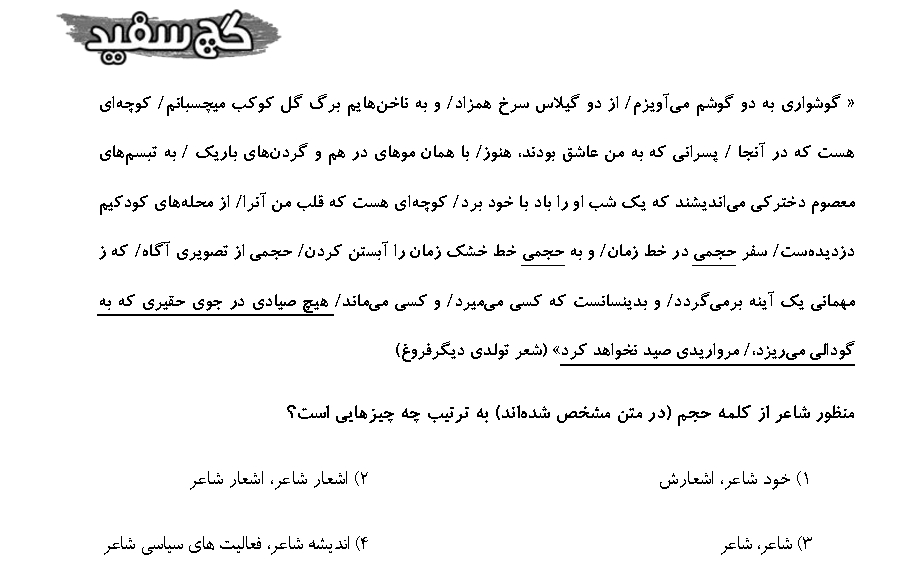 گچ سفید
« گوشواری به دو گوشم می‌آویزم/ از دو گیلاس سرخ همزاد/ و به ناخن‌هایم برگ گل کوکب میچسبانم/ کوچه‌ای
هست که در آنجا / پسرانی که به من عاشق بودند، هنوز/ با همان موهای در هم و گردن‌های باریک / به تبسم‌های
معصوم دخترکی می‌اندیشند که یک شب او را باد با خود برد/ کوچه‌ای هست که قلب من آنرا/ از محله‌های کودکیم
دزدیده‌ست/ سفر حجمی در خط زمان/ و به حجمی خط خشک زمان را آبستن کردن/ حجمی از تصویری آگاه/ که ز
مهمانی یک آینه برمی‌گردد/ و بدینسانست که کسی می‌میرد/ و کسی می‌ماند/ هیچ صیادی در جوی حقیری که به
گودالی می‌ریزد،/ مرواریدی صید نخواهد کرد» (شعر تولدی دیگرفروغ)
منظور شاعر از کلمه حجم (در متن مشخص شده‌اند) به ترتیب چه چیزهایی است؟
۱) خود شاعر، اشعارش ۲) اشعار شاعر، اشعار شاعر
۳) شاعر، شاعر ۴) اندیشه شاعر، فعالیت های سیاسی شاعر